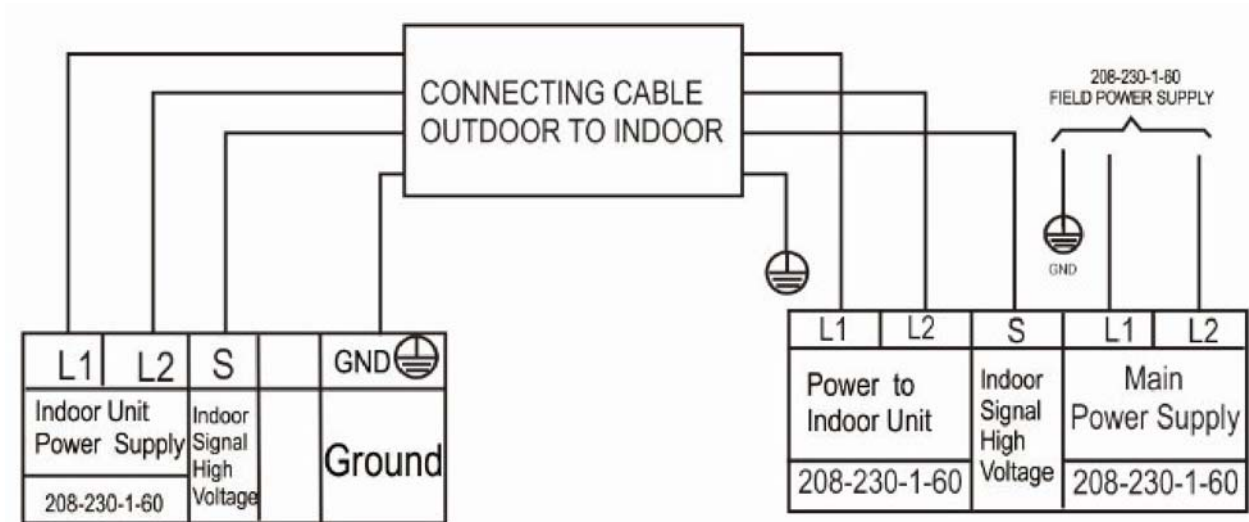 CONNECTING CABLE
OUTDOOR TO INDOOR
208-230-1-60
FIELD POWER SUPPLY
GND
L1
L2
S
GND
Indoor Unit
Power Supply
208-230-1-60
Indoor
Signal
High
Voltage
Ground
L1
L2
S
L1
L2
Power to
Indoor Unit
208-230-1-60
Indoor
Signal
High
Voltage
Main
Power Supply
208-230-1-60